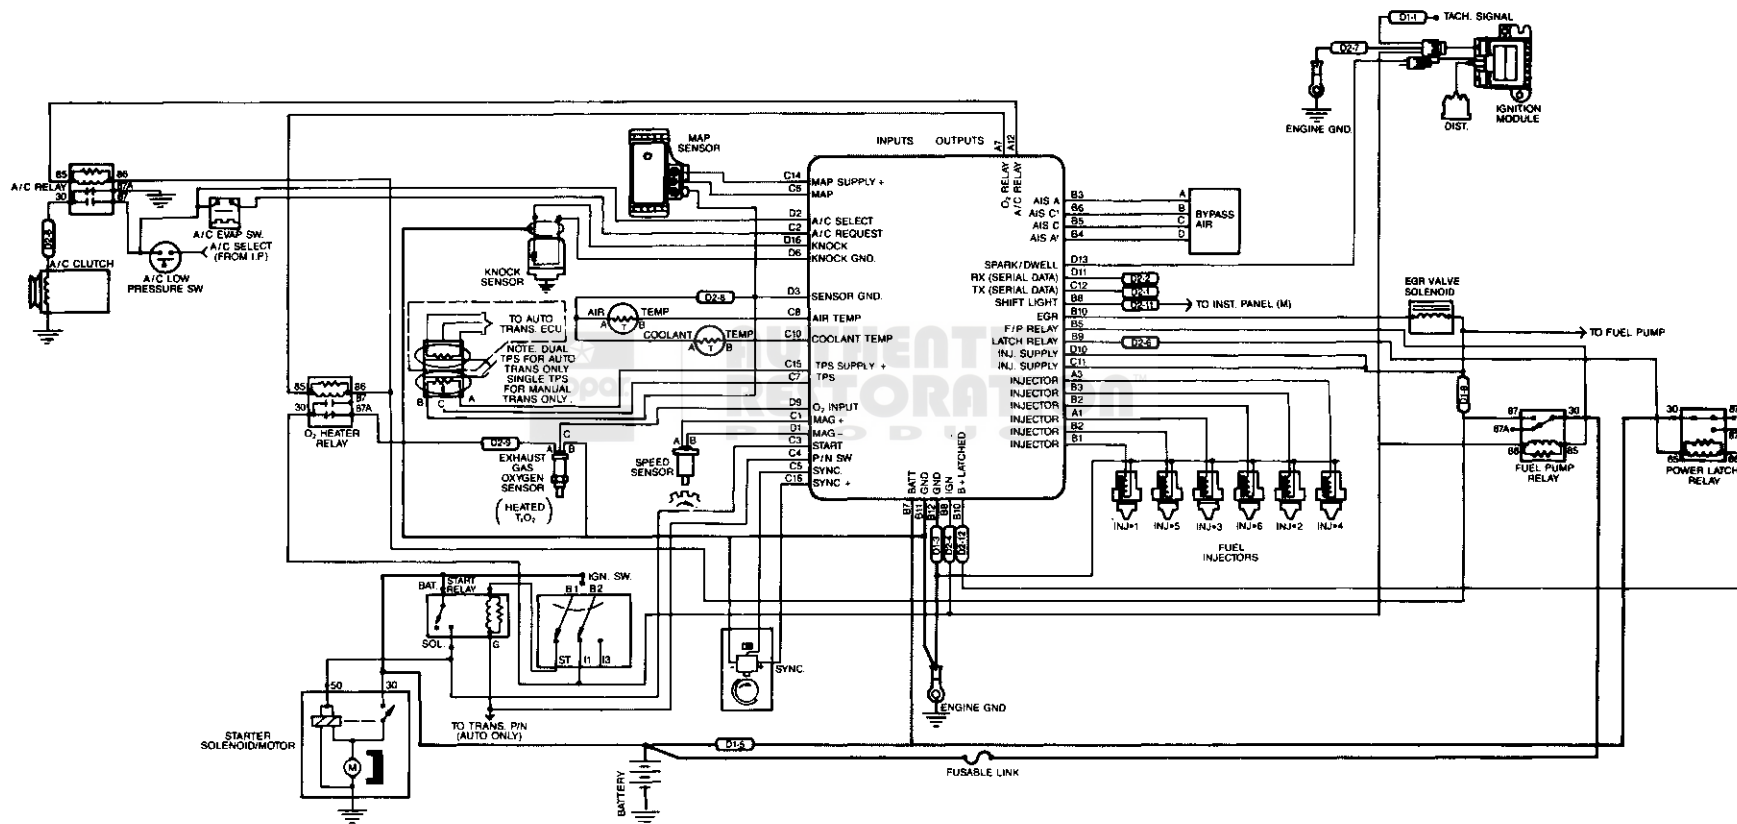 D1-1
TACH. SIGNAL
D2-7
ENGINE GND.
DIST.
IGNITION
MODULE
MAP
SENSOR
INPUTS
OUTPUTS
A7
A12
O₂ RELAY
A/C RELAY
85
86
A/C RELAY
87A
30
87
D2-8
A/C EVAP SW.
A/C SELECT
(FROM I.P)
A/C CLUTCH
A/C LOW
PRESSURE SW
KNOCK
SENSOR
C14
MAP SUPPLY +
C6
MAP
D2
A/C SELECT
C2
A/C REQUEST
D16
KNOCK
D6
KNOCK GND.
D3
SENSOR GND.
D2-8
C8
AIR TEMP
AIR
TEMP
A
T
B
C10
COOLANT TEMP
COOLANT
TEMP
A
T
B
C15
TPS SUPPLY +
C7
TPS
D9
O₂ INPUT
C1
MAG +
D1
MAG -
C3
START
C4
P/N SW
C5
SYNC.
C16
SYNC +
TO AUTO
TRANS. ECU
NOTE. DUAL
TPS FOR AUTO
TRANS ONLY
SINGLE TPS
FOR MANUAL
TRANS ONLY.
B
C
A
85
86
87
30
87A
O₂ HEATER
RELAY
D2-9
A
C
B
EXHAUST
GAS
OXYGEN
SENSOR
(HEATED
T₁O₂)
A
B
SPEED
SENSOR
B3
AIS A
A
B6
AIS C'
B
B5
AIS C
C
B4
AIS A'
D
BYPASS
AIR
D13
SPARK/DWELL
D11
RX (SERIAL DATA)
D2-2
C12
TX (SERIAL DATA)
D2-1
B8
SHIFT LIGHT
D2-11
TO INST. PANEL (M)
B10
EGR
B5
F/P RELAY
B9
LATCH RELAY
D2-6
D10
INJ. SUPPLY
C11
INJ. SUPPLY
A3
INJECTOR
B3
INJECTOR
B2
INJECTOR
A1
INJECTOR
B2
INJECTOR
B1
INJECTOR
EGR VALVE
SOLENOID
TO FUEL PUMP
D1-9
87
30
87A
86
85
FUEL PUMP
RELAY
30
85
POWER LATCH
RELAY
INJ#1
INJ#5
INJ#3
INJ#6
INJ#2
INJ#4
FUEL
INJECTORS
BATT
GND
GND
IGN
B+ LATCHED
B7
B11
B12
B8
B10
D1-3
D2-4
D2-12
BAT.
START
RELAY
SOL.
G
IGN. SW.
B1
B2
ST
I1
I3
SYNC.
ENGINE GND
50
30
M
STARTER
SOLENOID/MOTOR
TO TRANS. P/N
(AUTO ONLY)
D1-5
BATTERY
FUSABLE LINK
AUTHENTIC
RESTORATION
PRODUC